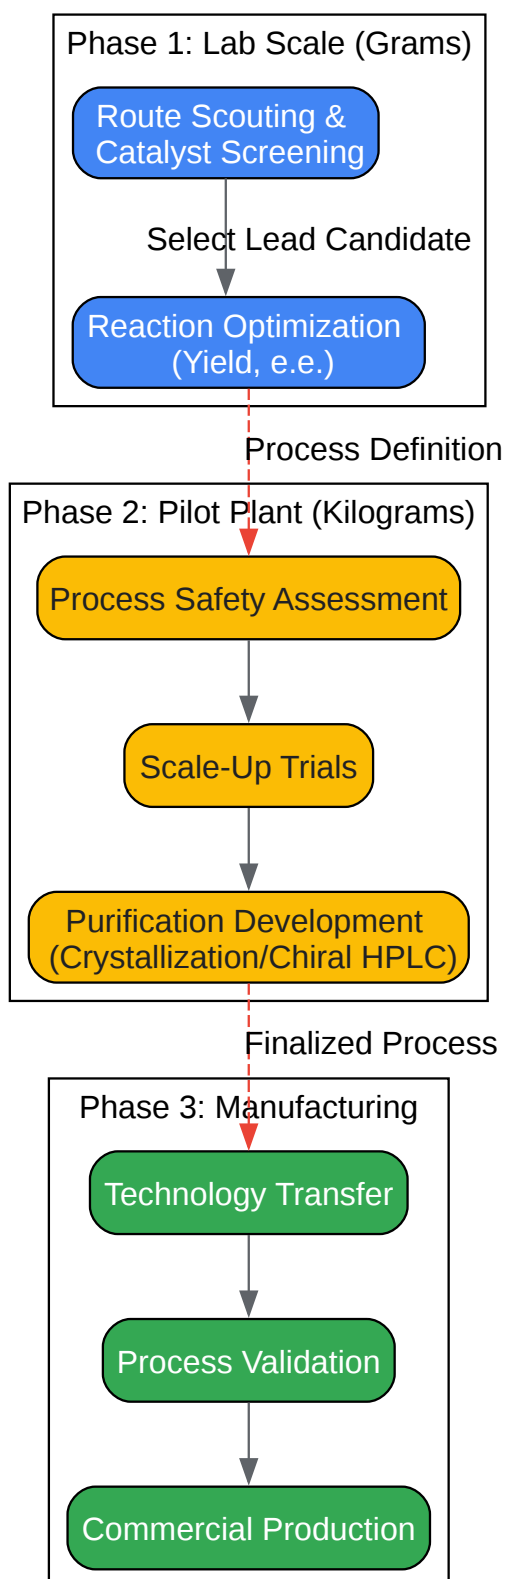 Phase 1: Lab Scale (Grams)
Route Scouting &
Catalyst Screening
Select Lead Candidate
Reaction Optimization
(Yield, e.e.)
Process Definition
Phase 2: Pilot Plant (Kilograms)
Process Safety Assessment
Scale-Up Trials
Purification Development
(Crystallization/Chiral HPLC)
Finalized Process
Phase 3: Manufacturing
Technology Transfer
Process Validation
Commercial Production